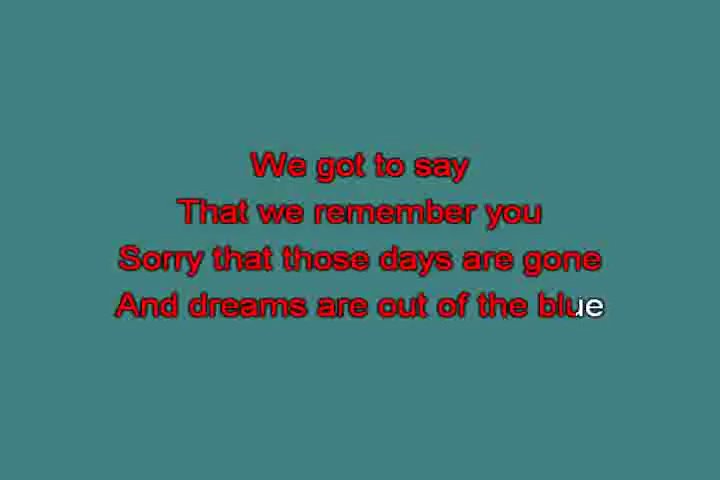 We got to say
That we remember you
Sorry that those days are gone
And dreams are out of the blue